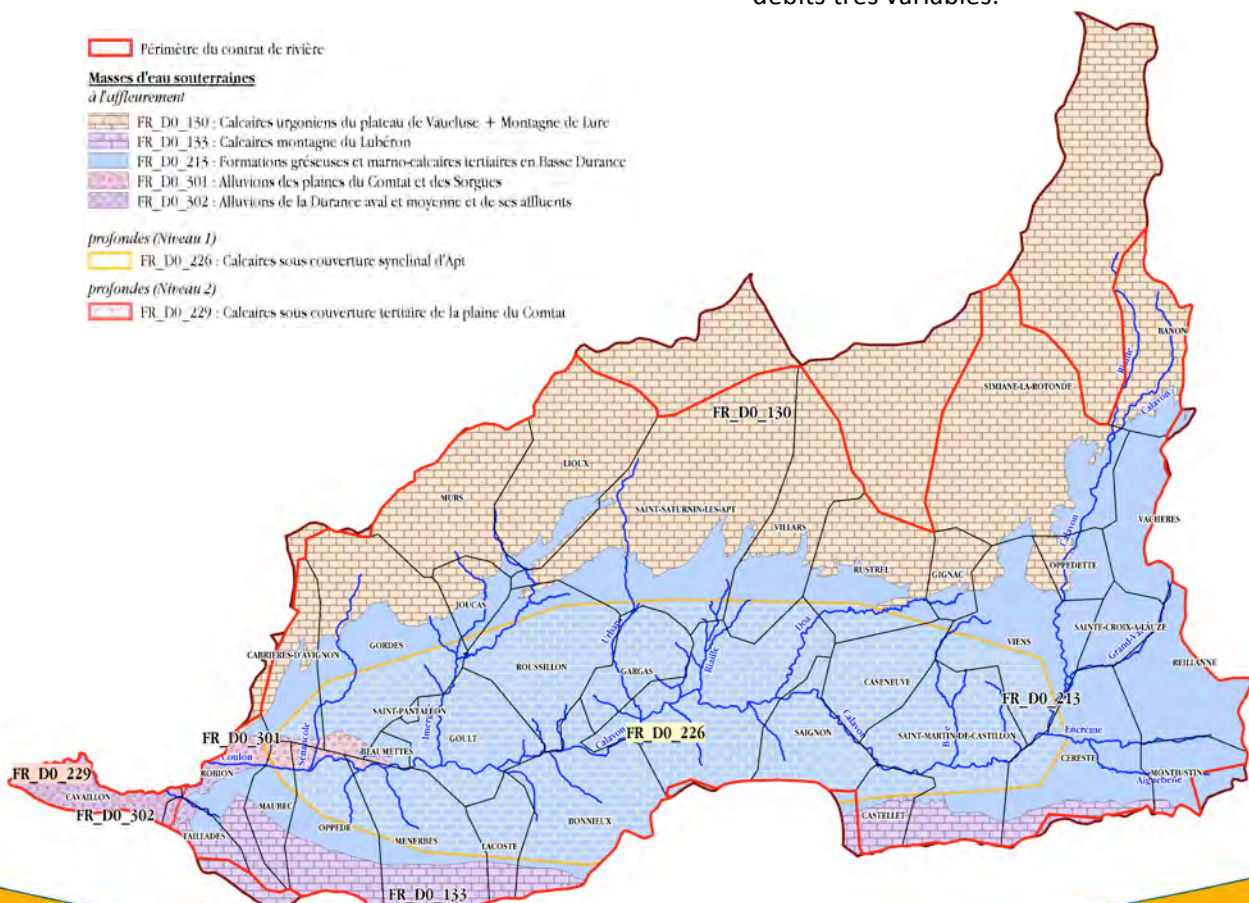 débits très variables.
Périmètre du contrat de rivière
Masses d'eau souterraines
à l'affleurement
FR_D0_130 : Calcaires urgoniens du plateau de Vaucluse + Montagne de Lure
FR_D0_133 : Calcaires montagne du Lubéron
FR_D0_213 : Formations gréseuses et marno-calcaires tertiaires en Basse Durance
FR_D0_301 : Alluvions des plaines du Comtat et des Sorgues
FR_D0_302 : Alluvions de la Durance aval et moyenne et de ses affluents
profondes (Niveau 1)
FR_D0_226 : Calcaires sous couverture synclinal d'Apt
profondes (Niveau 2)
FR_D0_229 : Calcaires sous couverture tertiaire de la plaine du Comtat
BANON
Riaille
SIMIANE-LA-ROTONDE
Calavon
FR_D0_130
LIOUX
MURS
SAINT-SATURNIN-LES-APT
VILLARS
VACHERES
Calavon
OPPEDETTE
RUSTREL
GIGNAC
JOUCAS
SAINTE-CROIX-A-LAUZE
Urbane
Doa
GORDES
VIENS
CABRIERES-D'AVIGNON
ROUSSILLON
REILLANNE
GARGAS
Riaille
CASENEUVE
FR_D0_213
SAINT-PANTALEON
Imergue
GOULT
Calavon
FR_D0_226
SAIGNON
Calavon
SAINT-MARTIN-DE-CASTILLON
Encreme
FR_D0_301
Sénancole
BEAUMETTES
Coulon
CERESTE
ROBION
MONTJUSTIN
Aiguebelle
FR_D0_229
CAVAILLON
MAUBEC
FR_D0_302
CASTELLET
BONNIEUX
OPPEDE
TAILLADES
MENERBES
LACOSTE
FR_D0_133